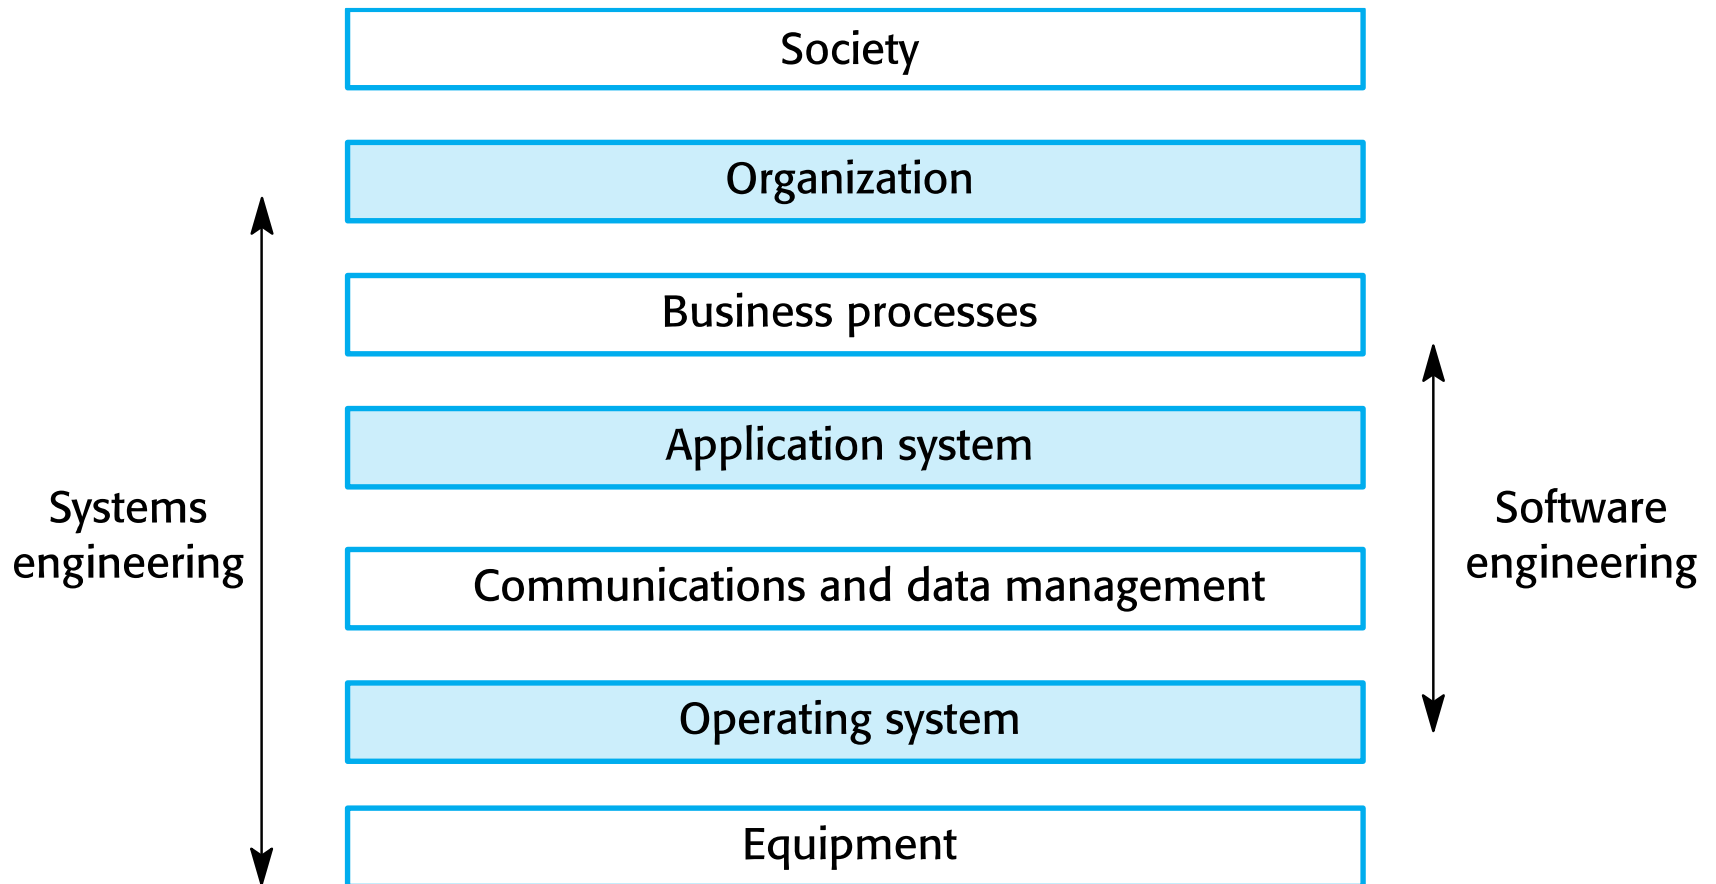 Society
Organization
Business processes
Application system
Systems
engineering
Software
engineering
Communications and data management
Operating system
Equipment